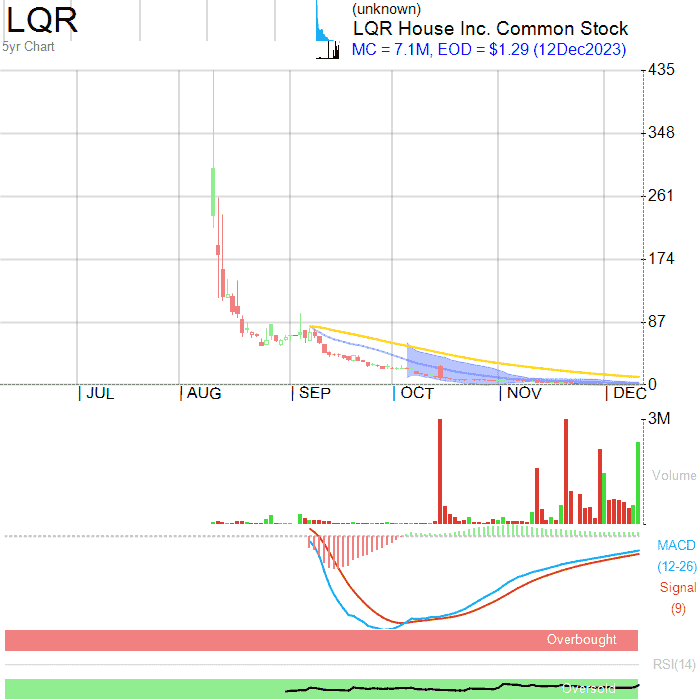 LQR
5yr Chart
(unknown)
LQR House Inc. Common Stock
MC = 7.1M, EOD = $1.29 (12Dec2023)
435
348
261
174
87
0
JUL AUG SEP OCT NOV DEC
3M
Volume
MACD
(12-26)
Signal
(9)
Overbought
RSI(14)
Oversold